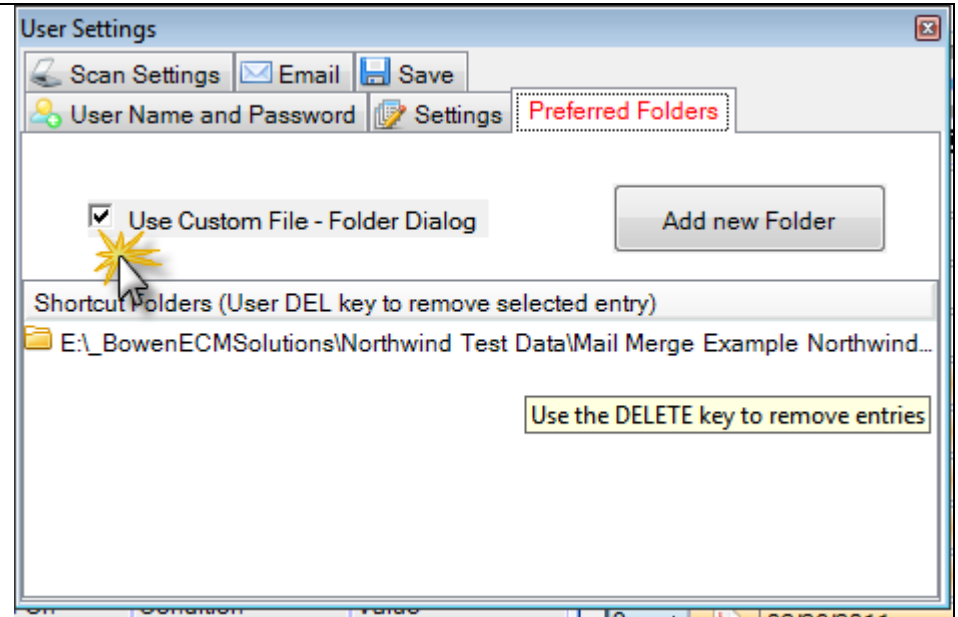 User Settings
Scan Settings Email Save
User Name and Password Settings Preferred Folders
Use Custom File - Folder Dialog Add new Folder
Shortcut Folders (User DEL key to remove selected entry)
E:\_BowenECMSolutions\Northwind Test Data\Mail Merge Example Northwind...
Use the DELETE key to remove entries